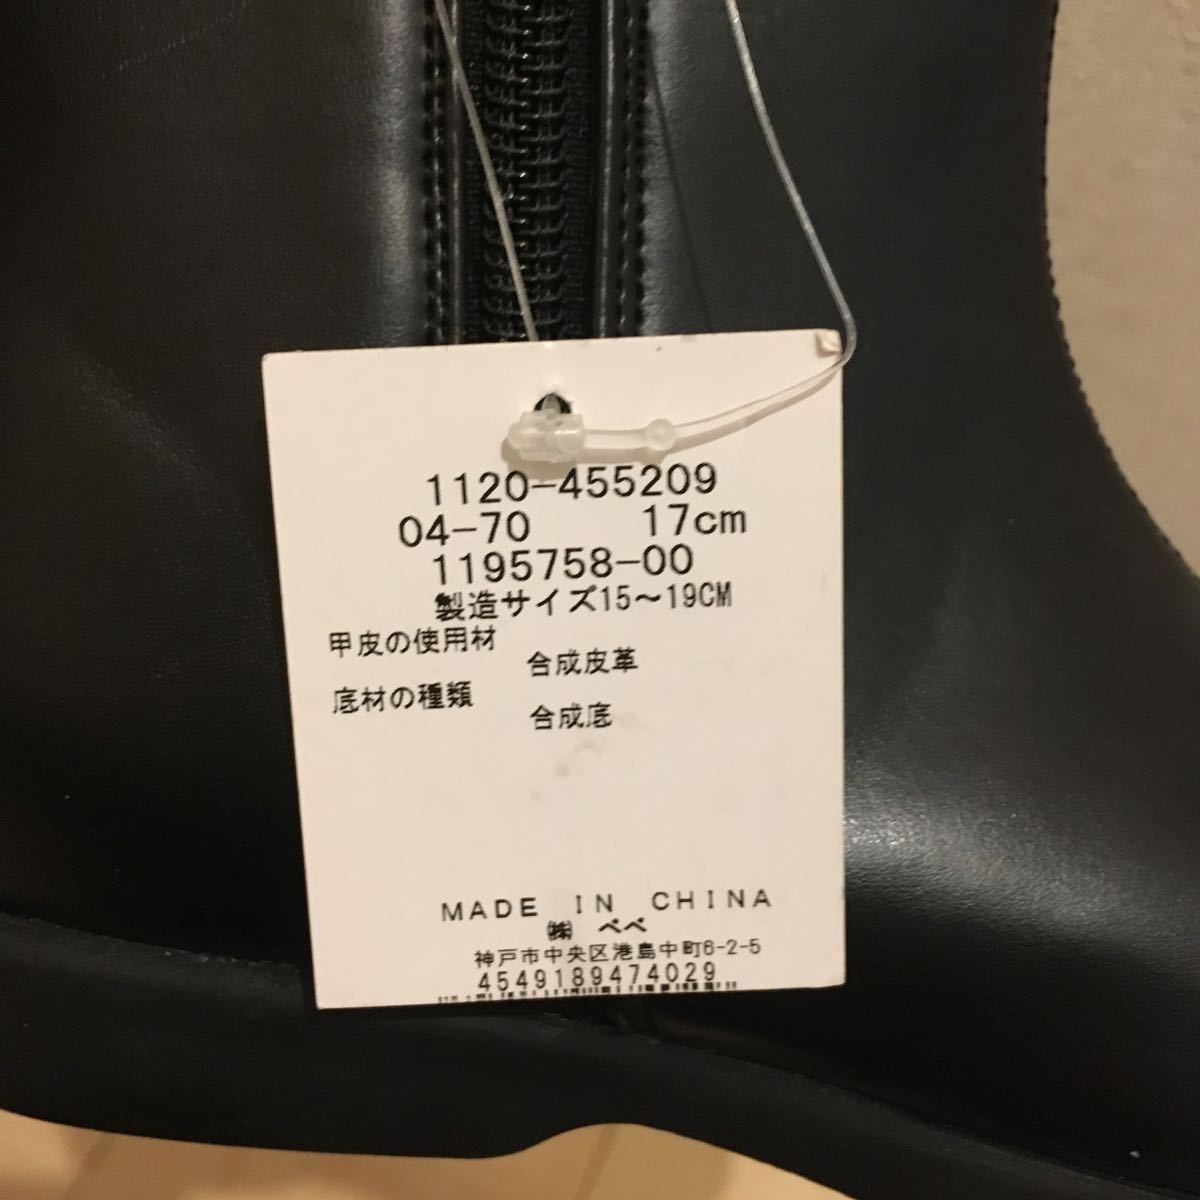 1120-455209
04-70 17cm
1195758-00
製造サイズ15～19CM
甲皮の使用材
合成皮革
底材の種類
合成底
MADE IN CHINA
㈱ べべ
神戸市中央区港島中町6-2-5
4549189474029